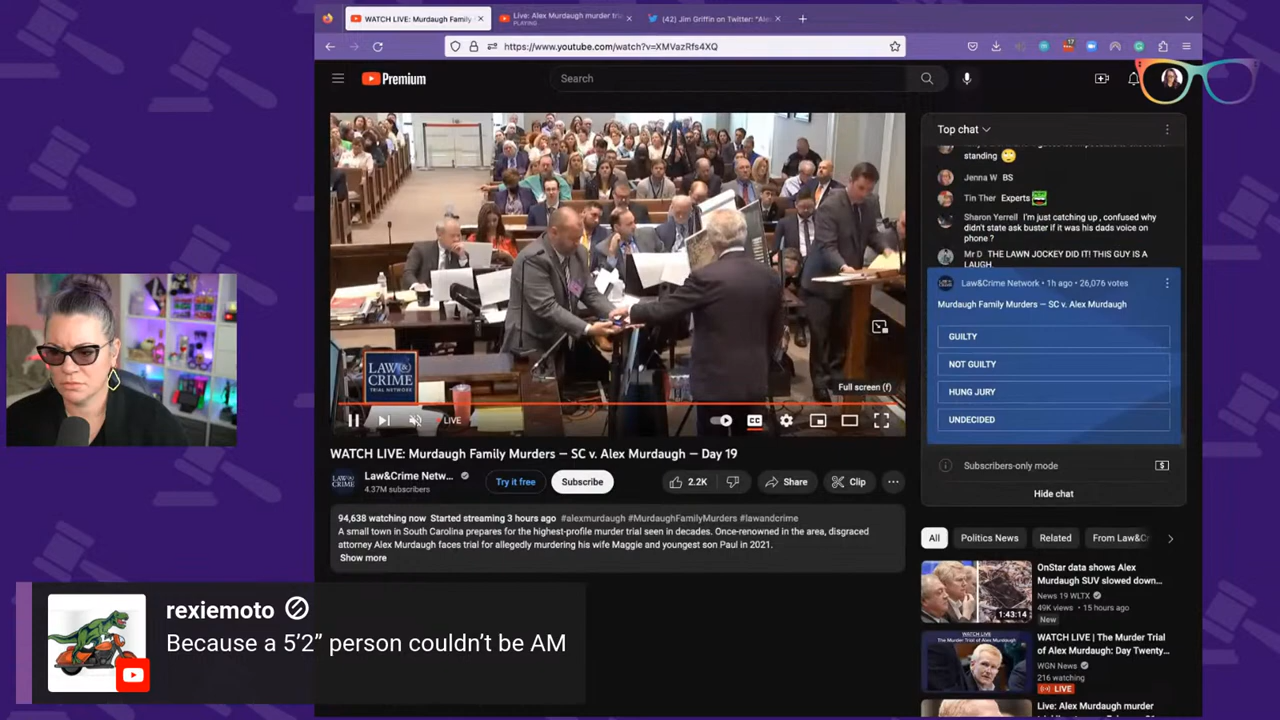 WATCH LIVE: Murdaugh Family
Live: Alex Murdaugh murder tri
PLAYING
(42) Jim Griffin on Twitter: "Ale
https://www.youtube.com/watch?v=XMVazRfs4XQ
Premium
Search
Top chat
standing 🙄
Jenna W BS
Tin Ther Experts
Sharon Yerrell I'm just catching up , confused why
didn't state ask buster if it was his dads voice on
phone ?
Mr D THE LAWN JOCKEY DID IT! THIS GUY IS A
LAUGH
Law&Crime Network • 1h ago • 26,076 votes
Murdaugh Family Murders — SC v. Alex Murdaugh
GUILTY
NOT GUILTY
HUNG JURY
UNDECIDED
Subscribers-only mode
Hide chat
LAW&
CRIME
TRIAL NETWORK
Full screen (f)
LIVE
CC
WATCH LIVE: Murdaugh Family Murders — SC v. Alex Murdaugh — Day 19
LAW&
CRIME
Law&Crime Netw...
4.37M subscribers
Try it free
Subscribe
2.2K
Share
Clip
94,638 watching now Started streaming 3 hours ago #alexmurdaugh #MurdaughFamilyMurders #lawandcrime
A small town in South Carolina prepares for the highest-profile murder trial seen in decades. Once-renowned in the area, disgraced
attorney Alex Murdaugh faces trial for allegedly murdering his wife Maggie and youngest son Paul in 2021.
Show more
All
Politics News
Related
From Law&Cr
OnStar data shows Alex
Murdaugh SUV slowed down...
News 19 WLTX
49K views • 15 hours ago
New
1:43:14
WATCH LIVE | The Murder Trial
of Alex Murdaugh: Day Twenty...
WGN News
216 watching
LIVE
Live: Alex Murdaugh murder
rexiemoto
Because a 5'2" person couldn't be AM